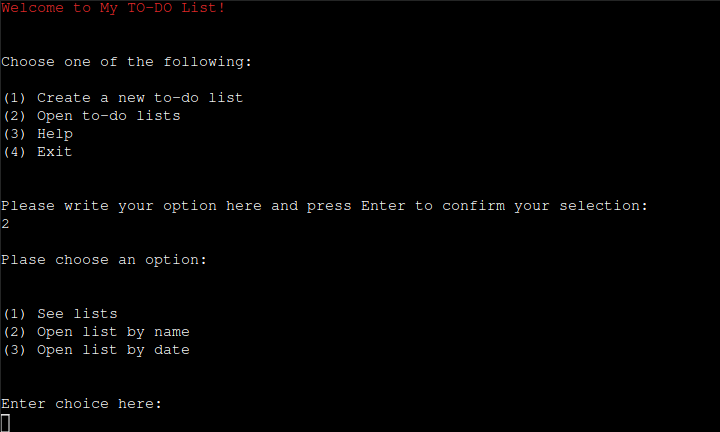 Welcome to My TO-DO List!
Choose one of the following:
(1) Create a new to-do list
(2) Open to-do lists
(3) Help
(4) Exit
Please write your option here and press Enter to confirm your selection:
2
Plase choose an option:
(1) See lists
(2) Open list by name
(3) Open list by date
Enter choice here: